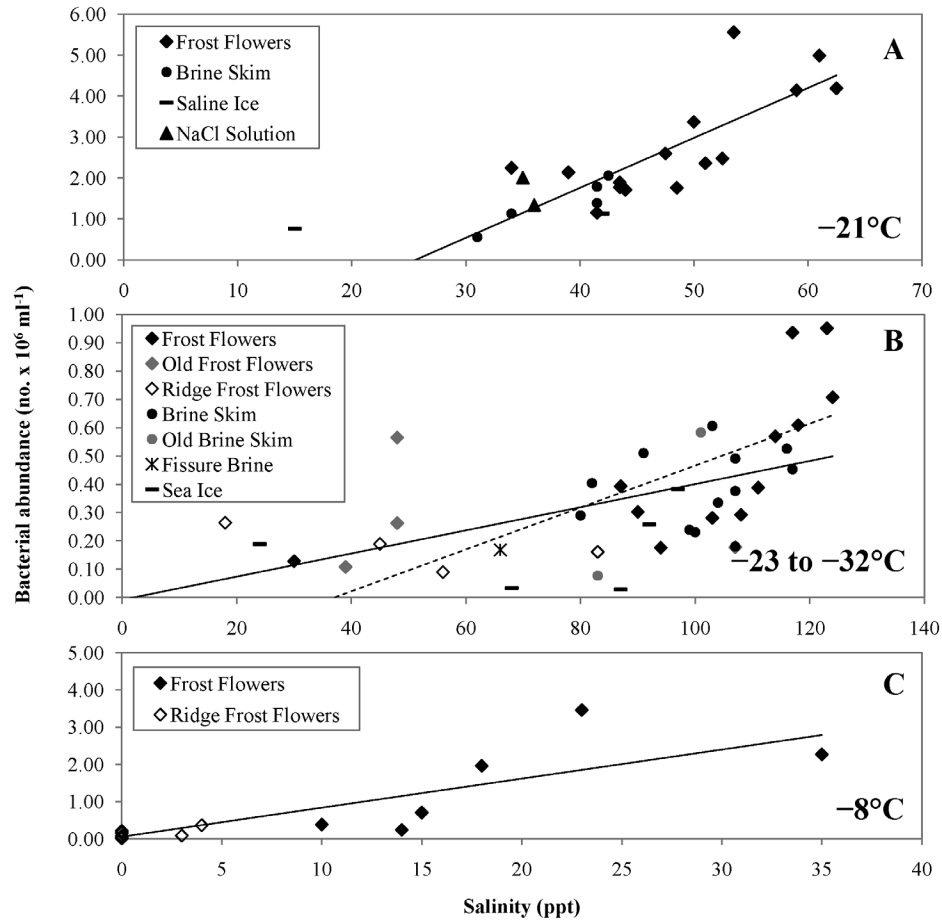 6.00
5.00
4.00
3.00
2.00
1.00
0.00
Frost Flowers
Brine Skim
Saline Ice
NaCl Solution
A
−21°C
0 10 20 30 40 50 60 70
Bacterial abundance (no. x 10⁶ ml⁻¹)
1.00
0.90
0.80
0.70
0.60
0.50
0.40
0.30
0.20
0.10
0.00
Frost Flowers
Old Frost Flowers
Ridge Frost Flowers
Brine Skim
Old Brine Skim
Fissure Brine
Sea Ice
B
−23 to −32°C
0 20 40 60 80 100 120 140
5.00
4.00
3.00
2.00
1.00
0.00
Frost Flowers
Ridge Frost Flowers
C
−8°C
0 5 10 15 20 25 30 35 40
Salinity (ppt)